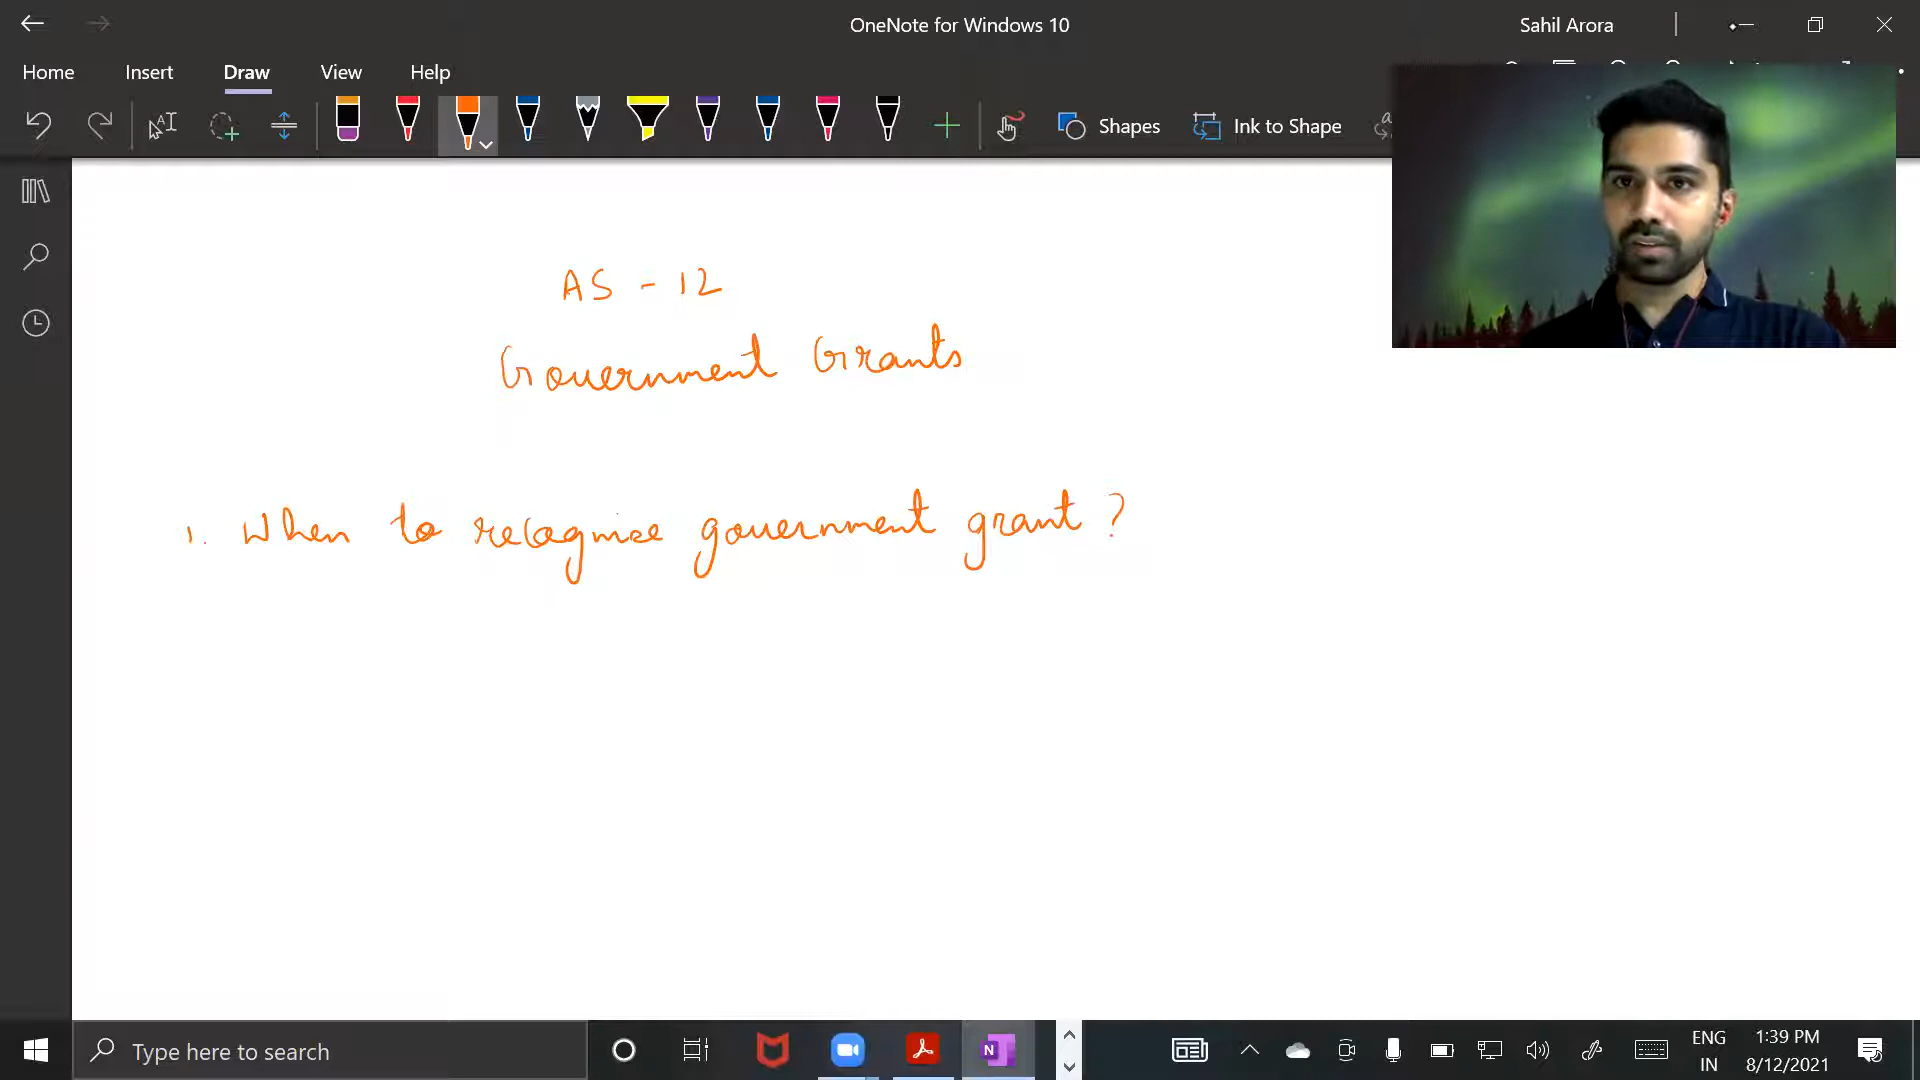 OneNote for Windows 10
Sahil Arora
Home Insert Draw View Help
Shapes Ink to Shape
AS - 12
Government Grants
1. When to recognise government grant ?
Type here to search
ENG
IN
1:39 PM
8/12/2021